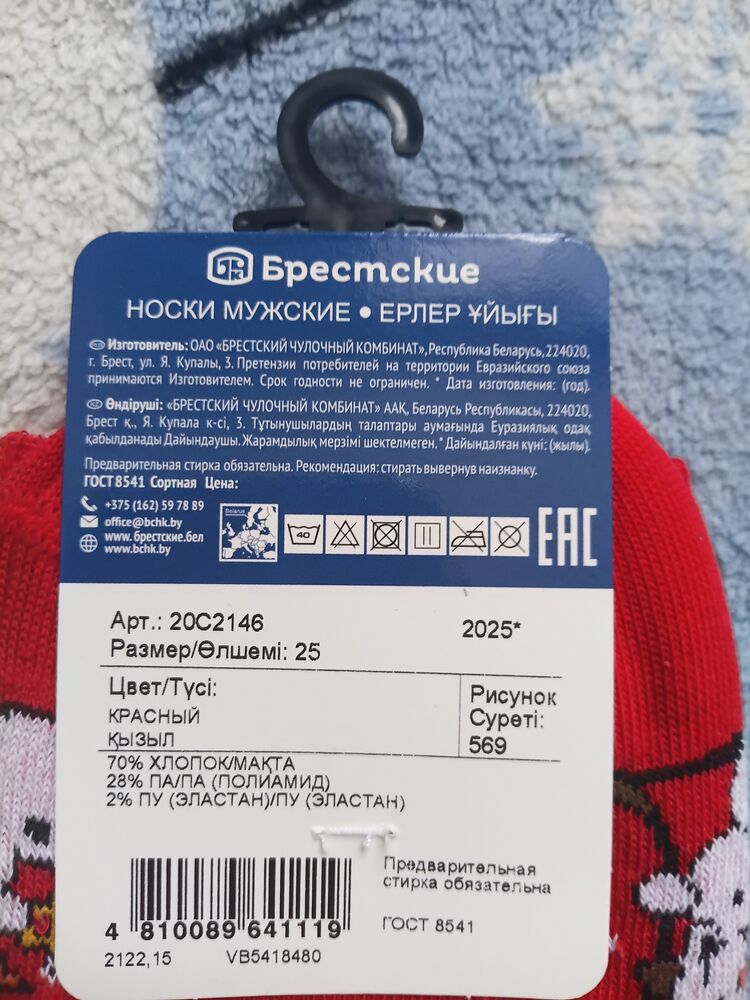 Брестские
НОСКИ МУЖСКИЕ • ЕРЛЕР ҰЙЫҒЫ
Изготовитель: ОАО «БРЕСТСКИЙ ЧУЛОЧНЫЙ КОМБИНАТ», Республика Беларусь, 224020,
г. Брест, ул. Я. Купалы, 3. Претензии потребителей на территории Евразийского союза
принимаются Изготовителем. Срок годности не ограничен. * Дата изготовления: (год).
Өндіруші: «БРЕСТСКИЙ ЧУЛОЧНЫЙ КОМБИНАТ» ААҚ, Беларусь Республикасы, 224020,
Брест қ., Я. Купала к-сі, 3. Тұтынушылардың талаптары аумағында Еуразиялық одақ
қабылданады Дайындаушы. Жарамдылық мерзімі шектелмеген. * Дайындалған күні: (жылы).
Предварительная стирка обязательна. Рекомендация: стирать вывернув наизнанку.
ГОСТ 8541 Сортная Цена:
+375 (162) 59 78 89
office@bchk.by
www.брестские.бел
www.bchk.by
Belarus
40
EAC
Арт.: 20С2146
2025*
Размер/Өлшемі: 25
Цвет/Түсі:
КРАСНЫЙ
ҚЫЗЫЛ
Рисунок
Суреті:
569
70% ХЛОПОК/МАҚТА
28% ПА/ПА (ПОЛИАМИД)
2% ПУ (ЭЛАСТАН)/ПУ (ЭЛАСТАН)
Предварительная
стирка обязательна
ГОСТ 8541
4 810089 641119
2122,15 VB5418480